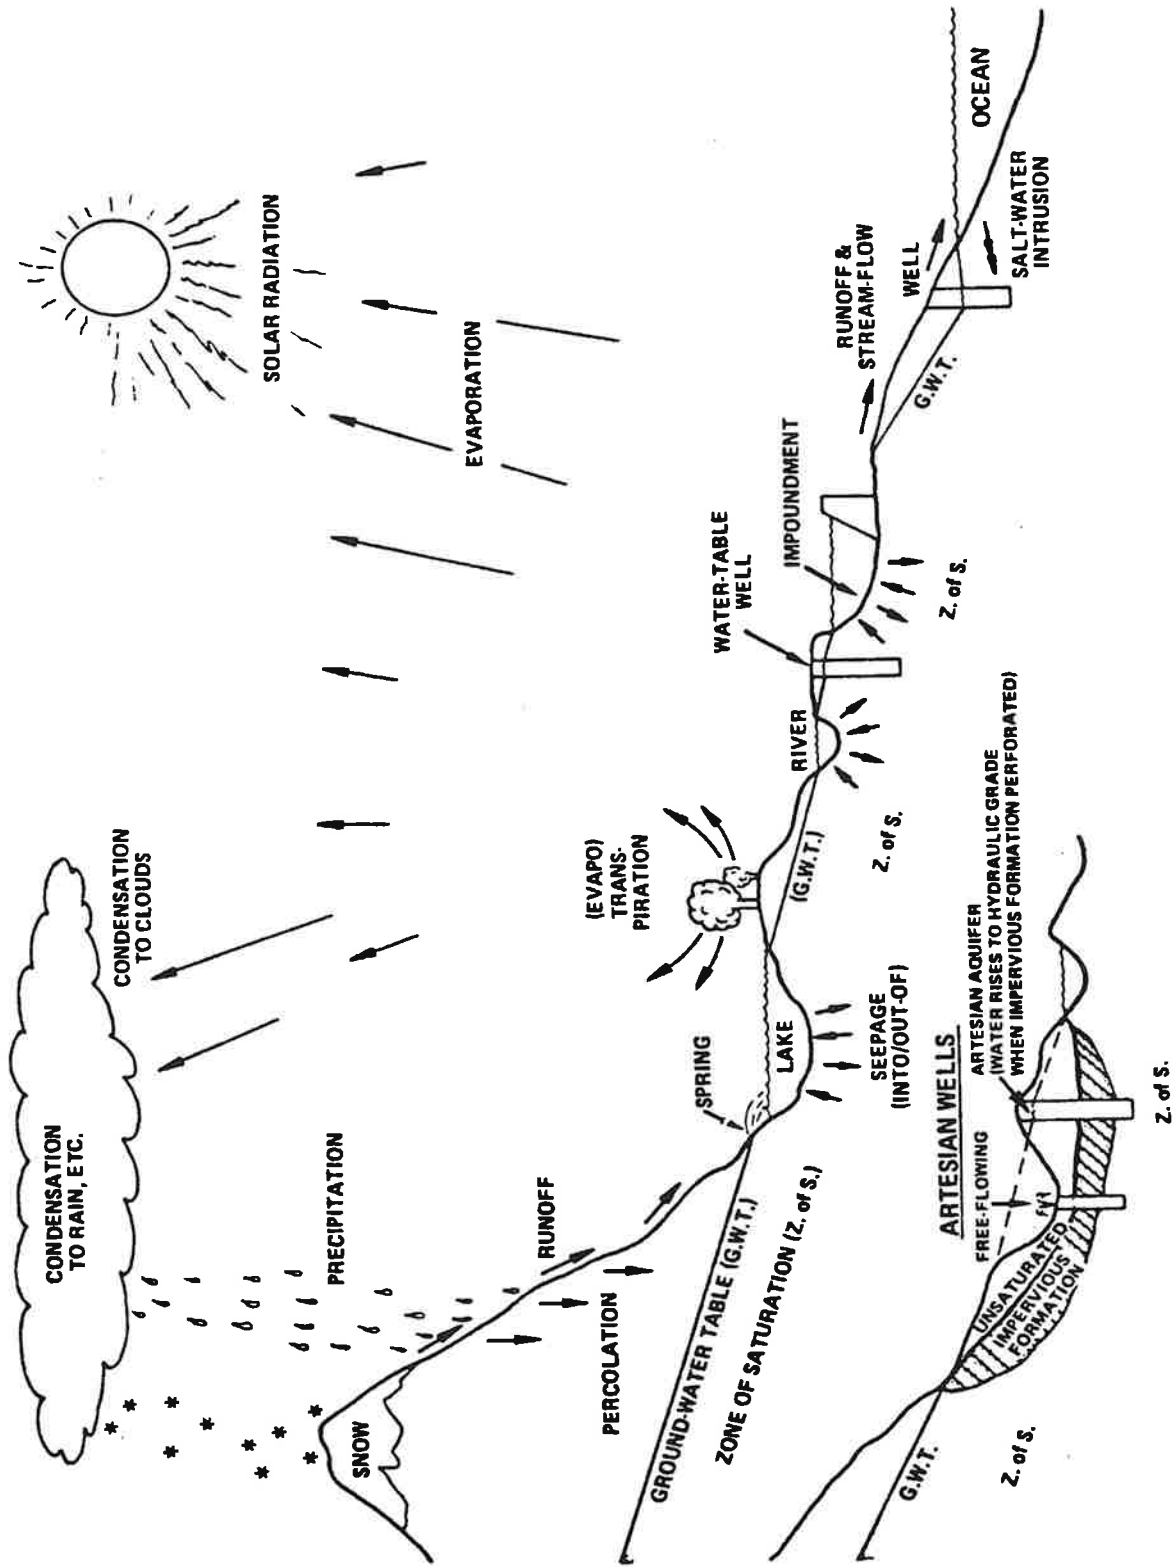 CONDENSATION
TO RAIN, ETC.
CONDENSATION
TO CLOUDS
SOLAR RADIATION
PRECIPITATION
EVAPORATION
SNOW
RUNOFF
PERCOLATION
(EVAPO)
TRANS-
PIRATION
SPRING
LAKE
SEEPAGE
(INTO/OUT-OF)
GROUND-WATER TABLE (G.W.T.)
ZONE OF SATURATION (Z. of S.)
(G.W.T.)
Z. of S.
RIVER
WATER-TABLE
WELL
IMPOUNDMENT
Z. of S.
RUNOFF &
STREAM-FLOW
G.W.T.
WELL
OCEAN
SALT-WATER
INTRUSION
ARTESIAN WELLS
FREE-FLOWING
ARTESIAN AQUIFER
(WATER RISES TO HYDRAULIC GRADE
WHEN IMPERVIOUS FORMATION PERFORATED)
G.W.T.
Z. of S.
UNSATURATED
IMPERVIOUS
FORMATION
Z. of S.